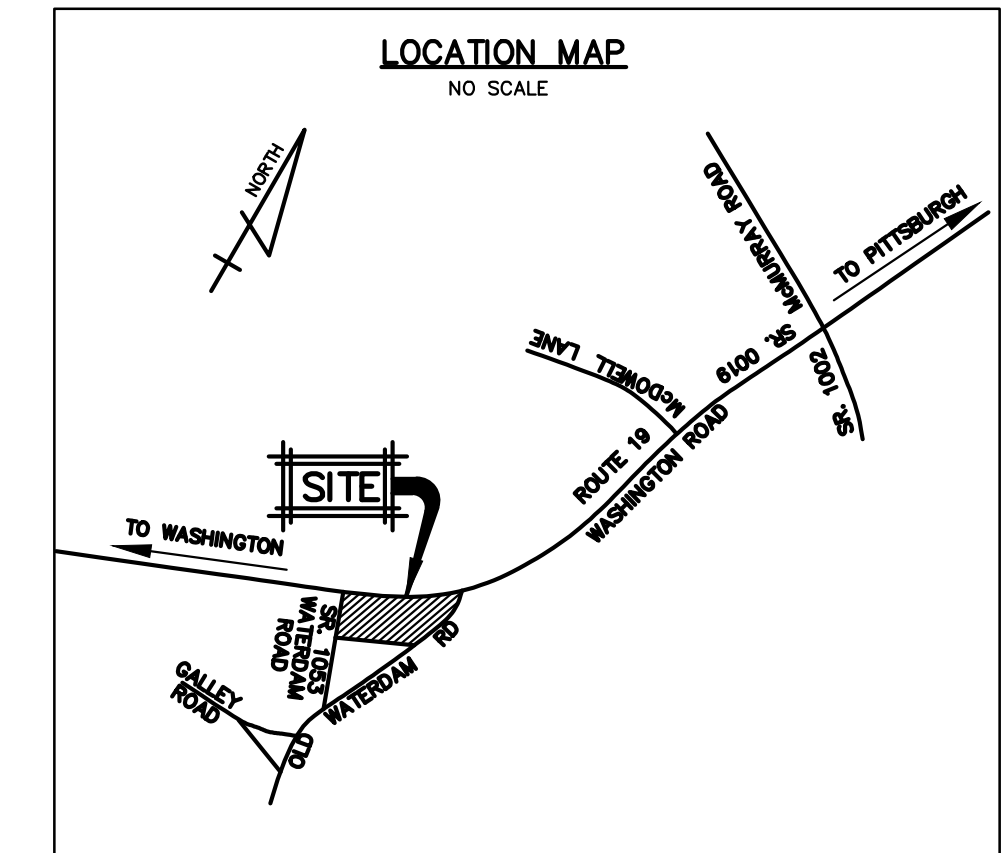 LOCATION MAP
NO SCALE
NORTH
McMURRAY ROAD
TO PITTSBURGH
SR. 0019
SR. 1002
McDOWELL LANE
ROUTE 19
WASHINGTON ROAD
SITE
TO WASHINGTON
SR. 1053
WATERDAM
ROAD
OLD WATERDAM RD
GALLEY
ROAD